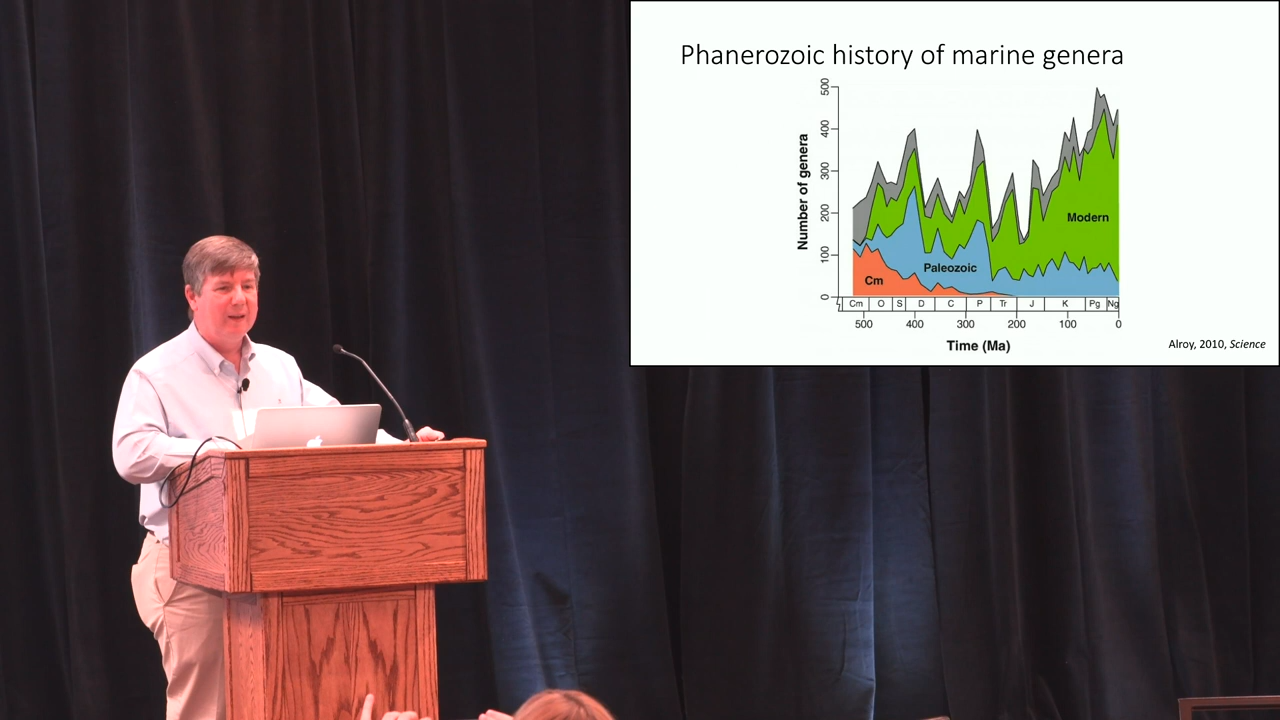 Phanerozoic history of marine genera
500
400
300
200
100
0
Number of genera
Modern
Paleozoic
Cm
Cm O S D C P Tr J K Pg Ng
500 400 300 200 100 0
Time (Ma)
Alroy, 2010, Science